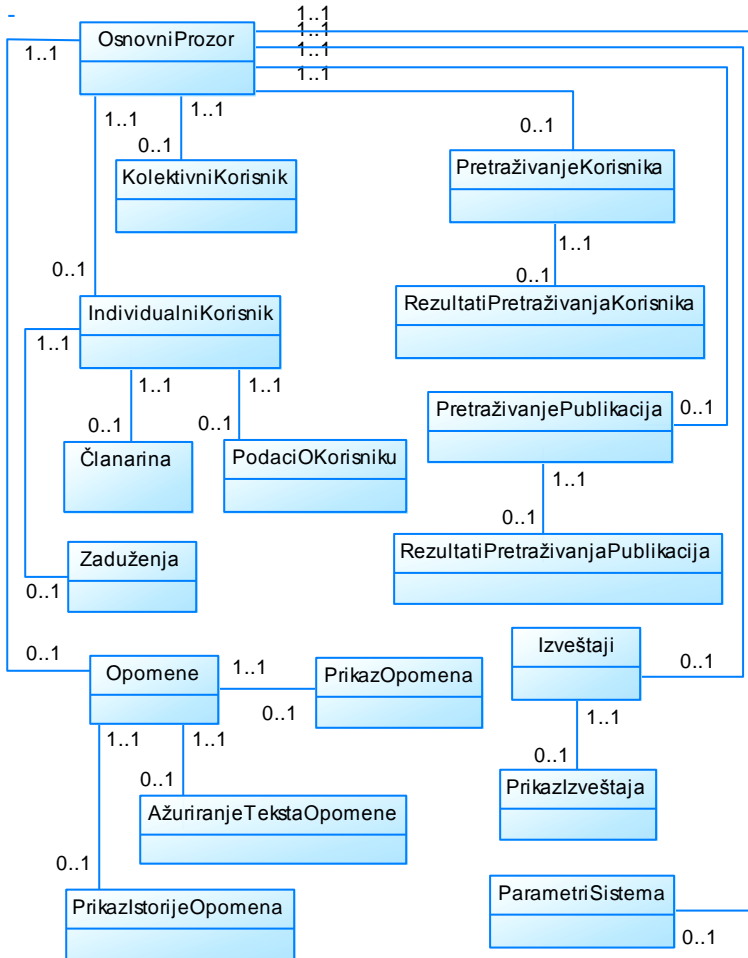 -
1..1
1..1
1..1
1..1
OsnovniProzor
1..1
1..1
1..1
0..1
0..1
KolektivniKorisnik
PretraživanjeKorisnika
1..1
0..1
0..1
IndividualniKorisnik
RezultatiPretraživanjaKorisnika
1..1
1..1
1..1
0..1
0..1
PretraživanjePublikacija
0..1
Članarina
PodaciOKorisniku
1..1
0..1
Zaduženja
RezultatiPretraživanjaPublikacija
0..1
0..1
Opomene
1..1
PrikazOpomena
0..1
Izveštaji
0..1
1..1
1..1
1..1
0..1
0..1
AžuriranjeTekstaOpomene
PrikazIzveštaja
0..1
PrikazIstorijeOpomena
ParametriSistema
0..1